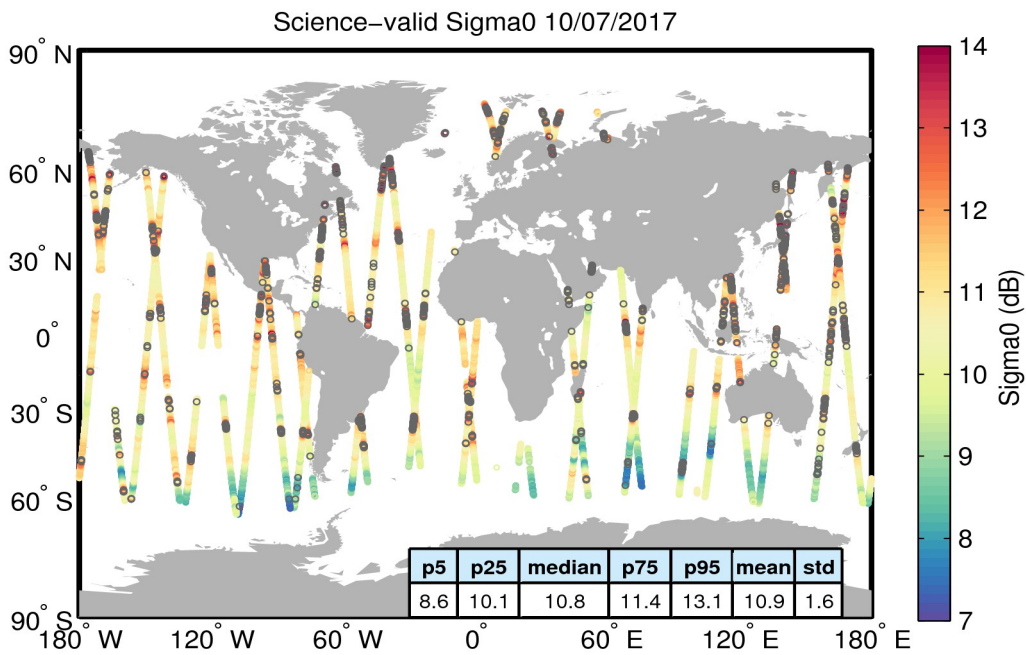 Science−valid Sigma0 10/07/2017
90° N
60° N
30° N
0°
30° S
60° S
90° S
180° W
120° W
60° W
0°
60° E
120° E
180° E
p5 p25 median p75 p95 mean std
8.6 10.1 10.8 11.4 13.1 10.9 1.6
14
13
12
11
10
9
8
7
Sigma0 (dB)